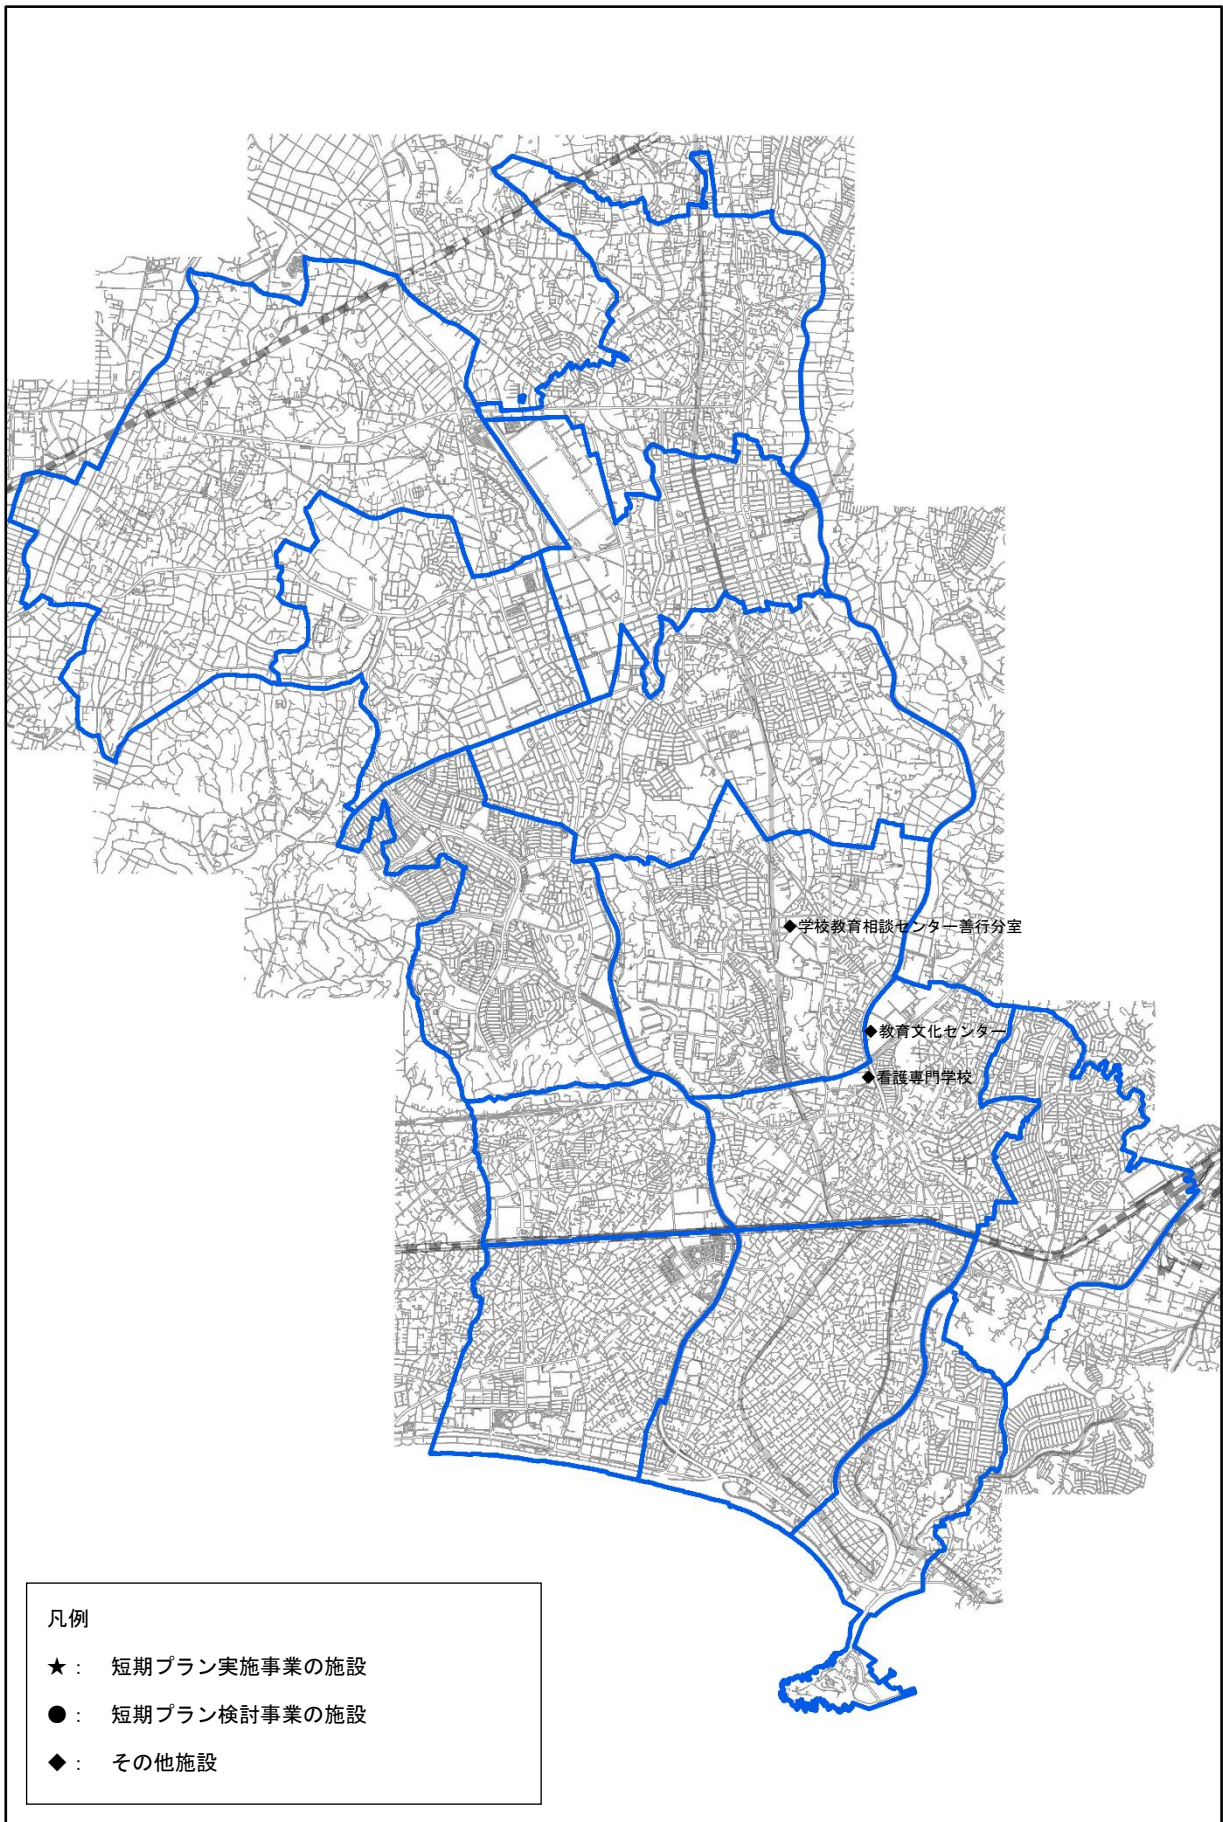 ◆学校教育相談センター善行分室
◆教育文化センター
◆看護専門学校
凡例
★： 短期プラン実施事業の施設
●： 短期プラン検討事業の施設
◆： その他施設